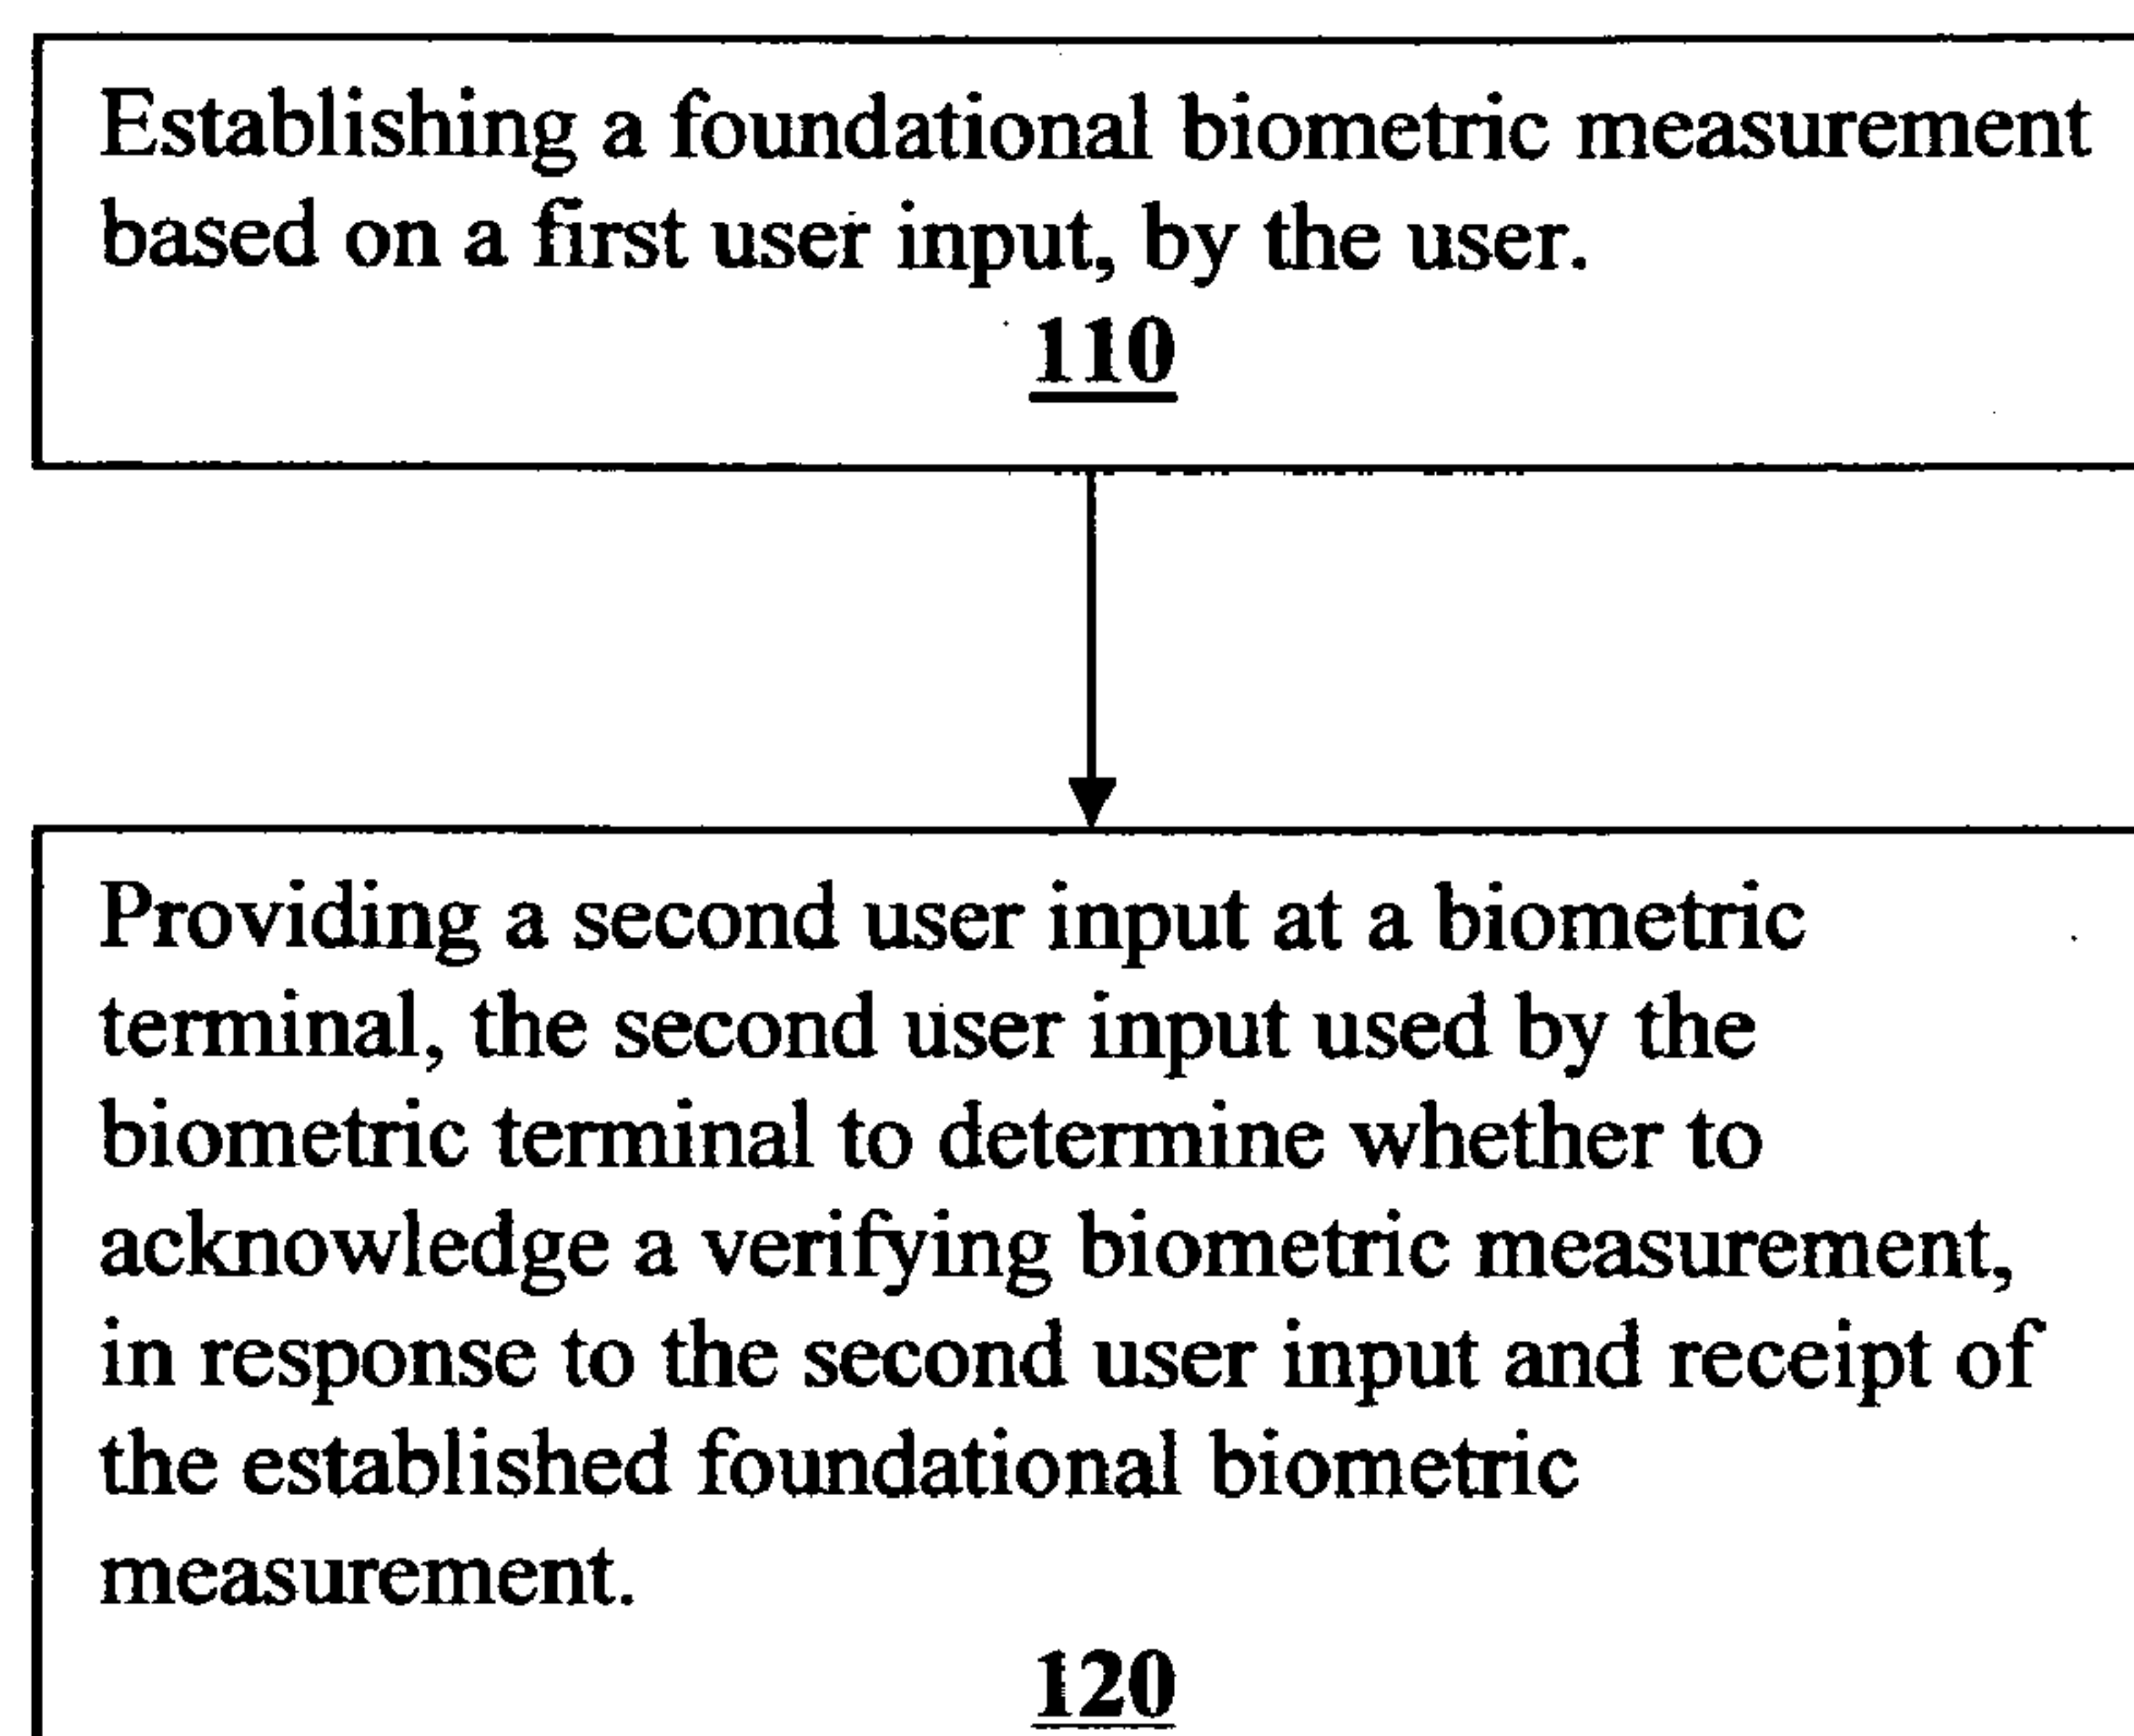 Establishing a foundational biometric measurement
based on a first user input, by the user.
110
Providing a second user input at a biometric
terminal, the second user input used by the
biometric terminal to determine whether to
acknowledge a verifying biometric measurement,
in response to the second user input and receipt of
the established foundational biometric
measurement.
120